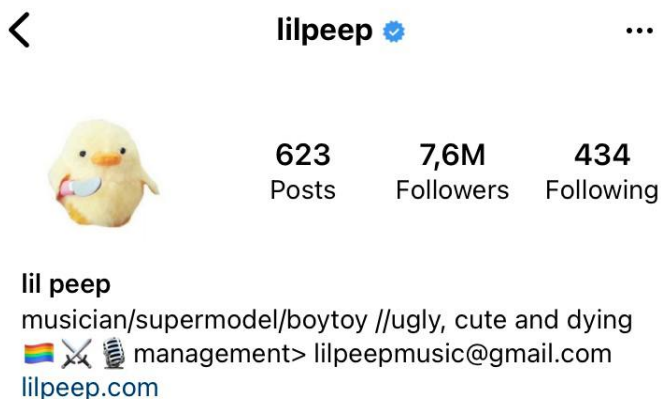 lilpeep
623 7,6M 434
Posts Followers Following
lil peep
musician/supermodel/boytoy //ugly, cute and dying
🏳️‍🌈⚔️🎙️ management> lilpeepmusic@gmail.com
lilpeep.com